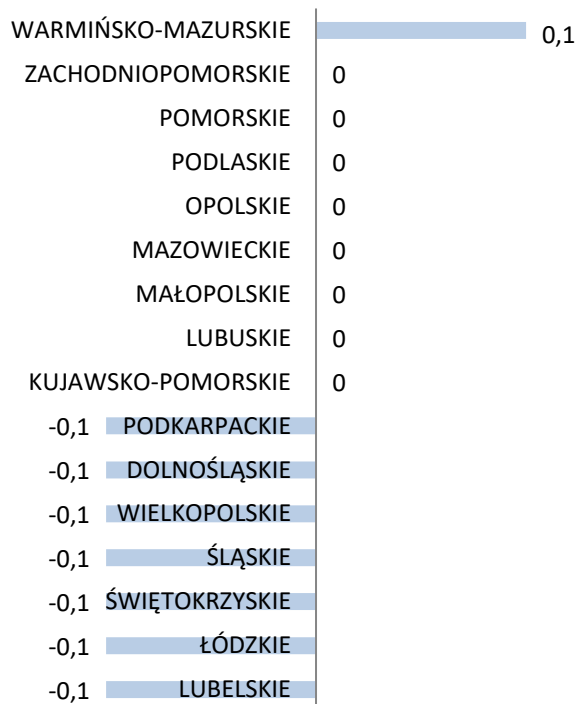 WARMIŃSKO-MAZURSKIE 0,1
ZACHODNIOPOMORSKIE 0
POMORSKIE 0
PODLASKIE 0
OPOLSKIE 0
MAZOWIECKIE 0
MAŁOPOLSKIE 0
LUBUSKIE 0
KUJAWSKO-POMORSKIE 0
-0,1 PODKARPACKIE
-0,1 DOLNOŚLĄSKIE
-0,1 WIELKOPOLSKIE
-0,1 ŚLĄSKIE
-0,1 ŚWIĘTOKRZYSKIE
-0,1 ŁÓDZKIE
-0,1 LUBELSKIE